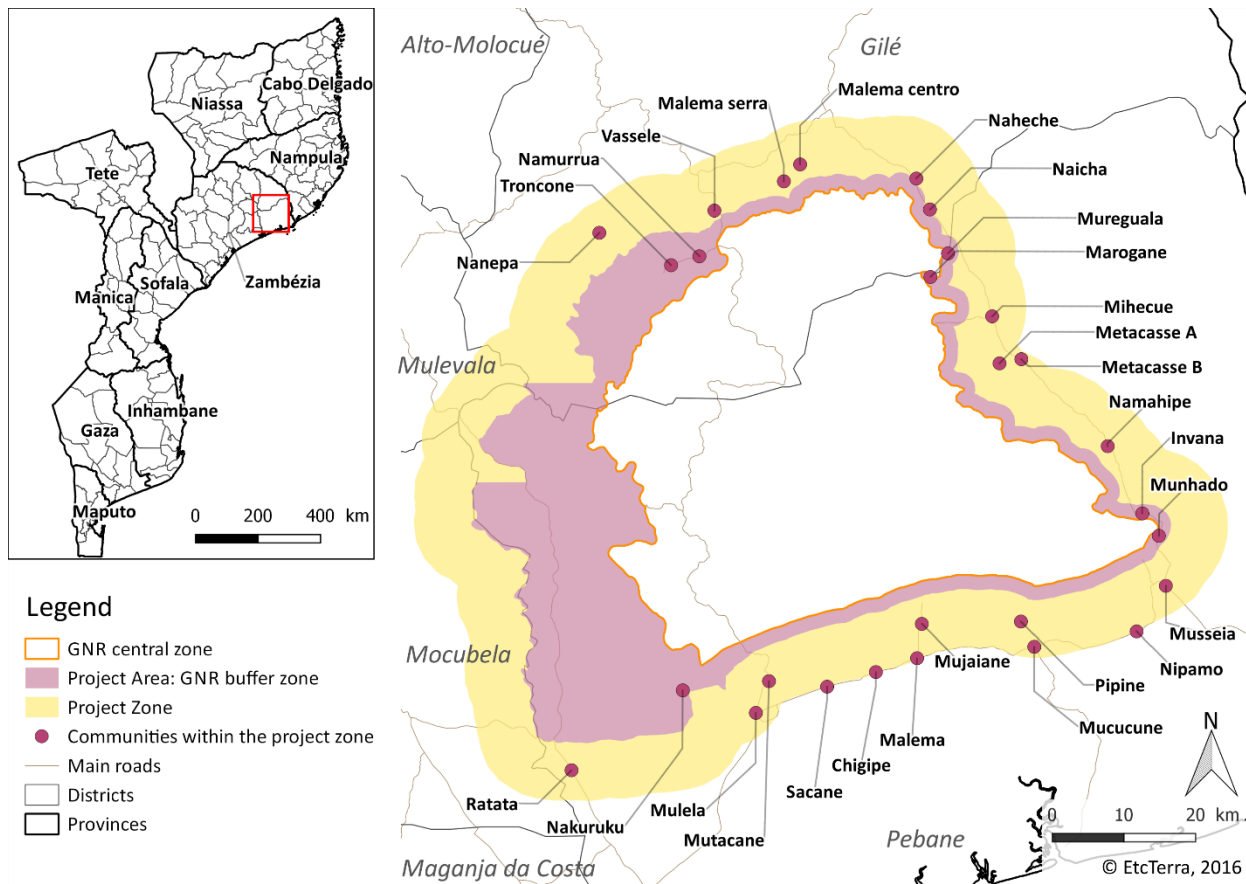 Cabo Delgado
Niassa
Nampula
Tete
Zambézia
Sofala
Manica
Inhambane
Gaza
Maputo
0 200 400 km
Legend
GNR central zone
Project Area: GNR buffer zone
Project Zone
Communities within the project zone
Main roads
Districts
Provinces
Alto-Molocué
Gilé
Malema serra
Malema centro
Vassele
Naheche
Namurrua
Naicha
Troncone
Mureguala
Nanepa
Marogane
Mihecue
Metacasse A
Mulevala
Metacasse B
Namahipe
Invana
Munhado
Musseia
Mocubela
Mujaiane
Nipamo
Pipine
Mucucune
Malema
Chigipe
Sacane
Ratata
Mulela
Nakuruku
Mutacane
Pebane
Maganja da Costa
N
0 10 20 km
© EtcTerra, 2016